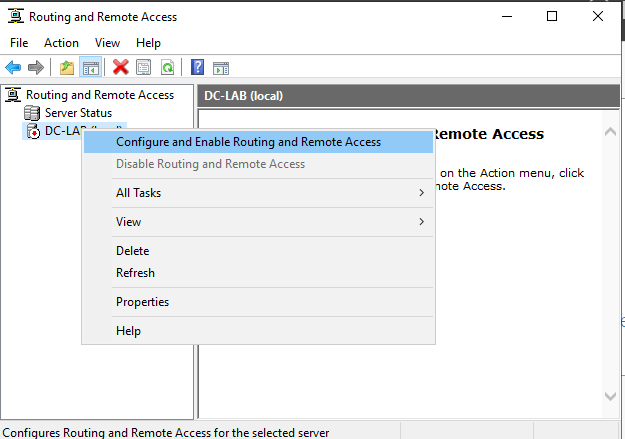 Routing and Remote Access
File Action View Help
Routing and Remote Access
Server Status
DC-LAB (local)
DC-LAB (local)
Remote Access
on the Action menu, click
mote Access.
Configure and Enable Routing and Remote Access
Disable Routing and Remote Access
All Tasks
View
Delete
Refresh
Properties
Help
Configures Routing and Remote Access for the selected server